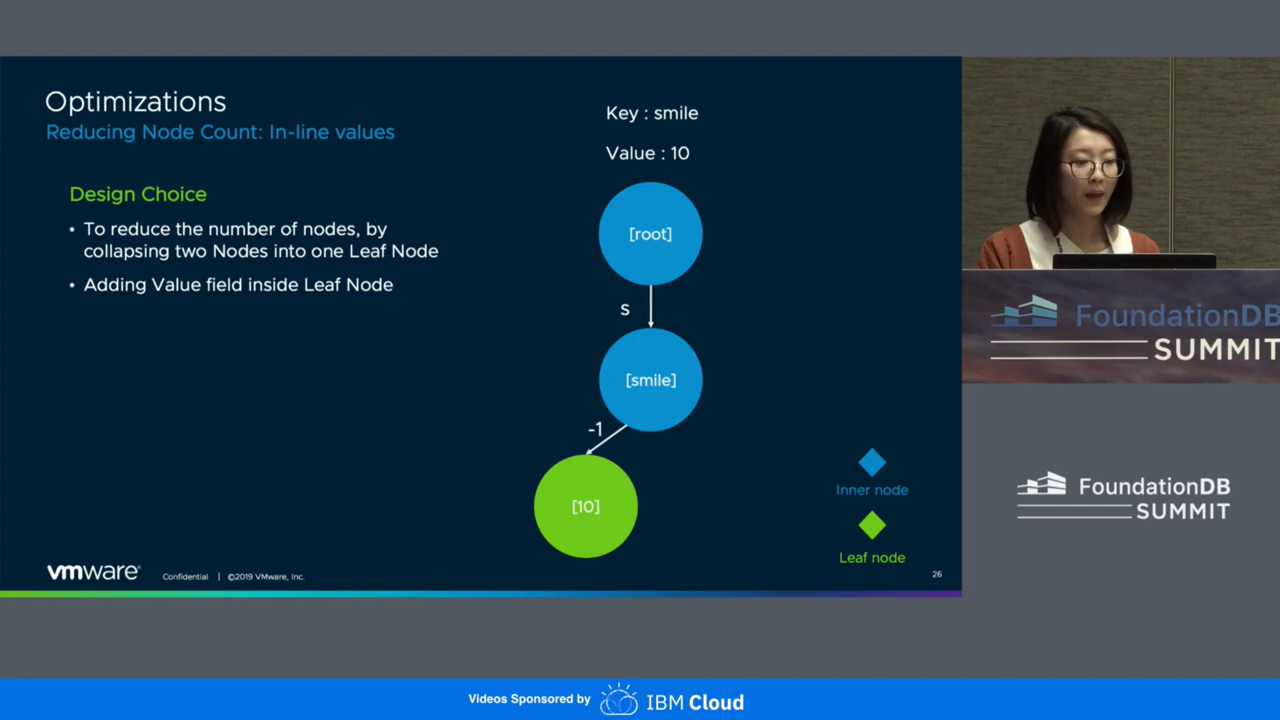 Optimizations
Reducing Node Count: In-line values
Design Choice
• To reduce the number of nodes, by
collapsing two Nodes into one Leaf Node
• Adding Value field inside Leaf Node
Key : smile
Value : 10
[root]
s
[smile]
-1
[10]
Inner node
Leaf node
vmware
Confidential | ©2019 VMware, Inc.
26
FoundationDB
SUMMIT
FoundationDB
SUMMIT
Videos Sponsored by IBM Cloud